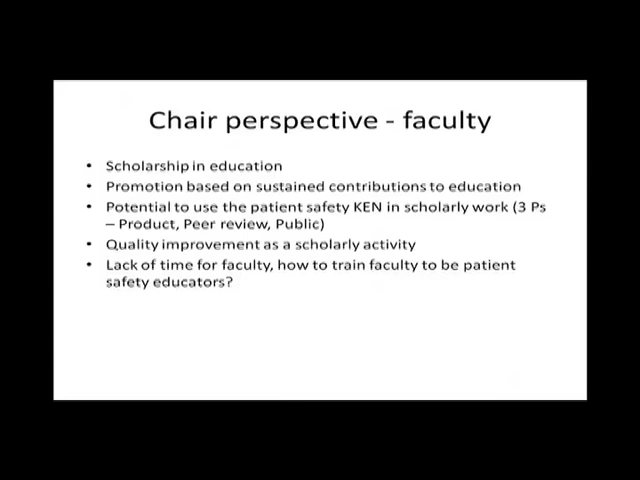 Chair perspective - faculty
• Scholarship in education
• Promotion based on sustained contributions to education
• Potential to use the patient safety KEN in scholarly work (3 Ps
– Product, Peer review, Public)
• Quality improvement as a scholarly activity
• Lack of time for faculty, how to train faculty to be patient
safety educators?